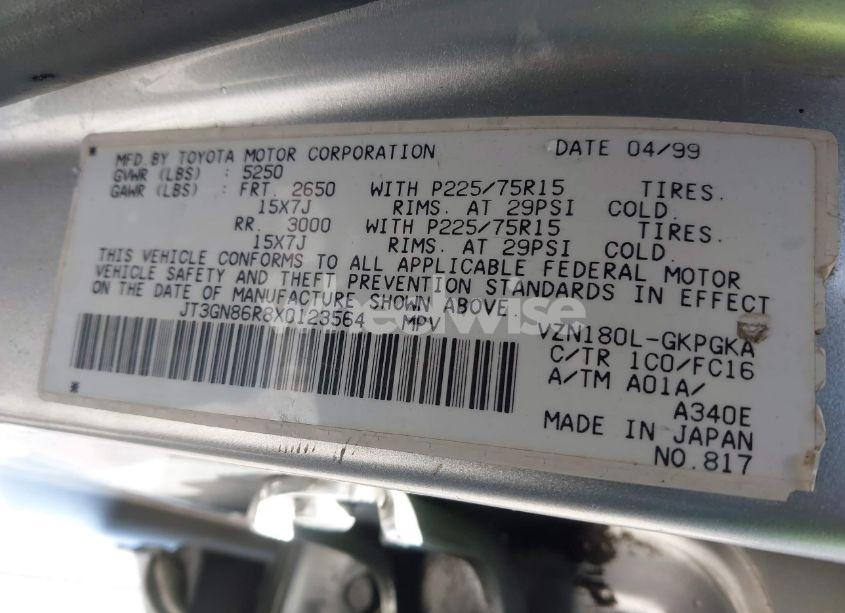 MFD.BY TOYOTA MOTOR CORPORATION DATE 04/99
GVWR (LBS) : 5250
GAWR (LBS) : FRT. 2650 WITH P225/75R15 TIRES.
15X7J RIMS. AT 29PSI COLD.
RR. 3000 WITH P225/75R15 TIRES.
15X7J RIMS. AT 29PSI COLD.
THIS VEHICLE CONFORMS TO ALL APPLICABLE FEDERAL MOTOR
VEHICLE SAFETY AND THEFT PREVENTION STANDARDS IN EFFECT
ON THE DATE OF MANUFACTURE SHOWN ABOVE.
JT3GN86R8X0123564 MPV
VZN180L-GKPGKA
C/TR 1C0/FC16
A/TM A01A/
A340E
MADE IN JAPAN
NO.817